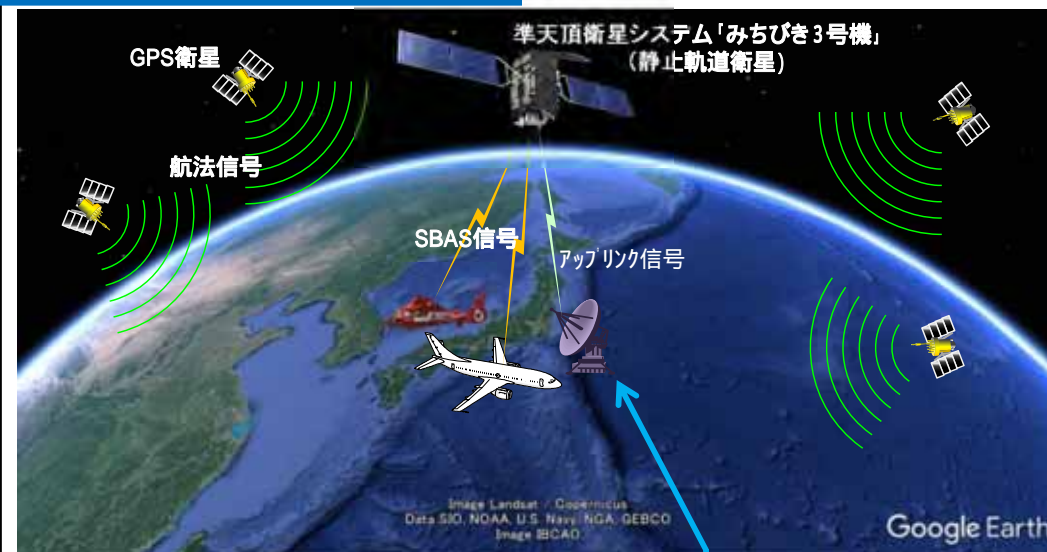 準天頂衛星システム「みちびき3号機」
(静止軌道衛星)
GPS衛星
航法信号
SBAS信号
アップリンク信号
Image Landsat / Copernicus
Data SIO, NOAA, U.S. Navy, NGA, GEBCO
Image IBCAO
Google Earth